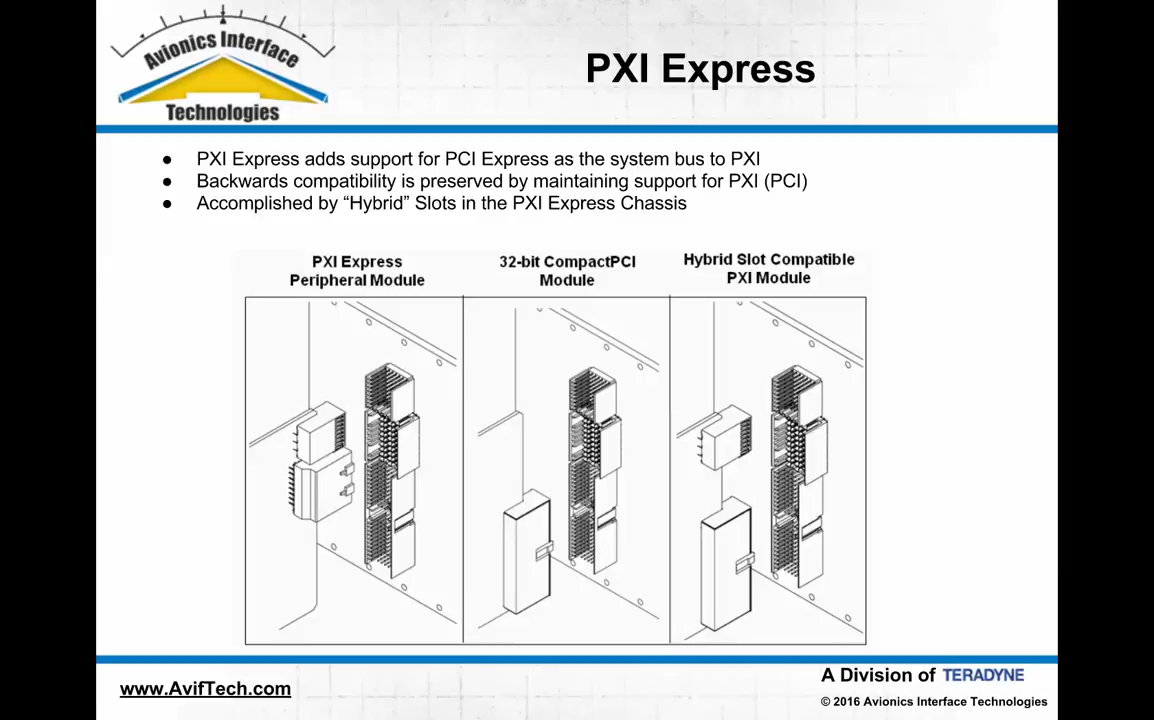 Avionics Interface
Technologies
PXI Express
● PXI Express adds support for PCI Express as the system bus to PXI
● Backwards compatibility is preserved by maintaining support for PXI (PCI)
● Accomplished by “Hybrid” Slots in the PXI Express Chassis
PXI Express
Peripheral Module
32-bit CompactPCI
Module
Hybrid Slot Compatible
PXI Module
www.AvifTech.com
A Division of TERADYNE
© 2016 Avionics Interface Technologies